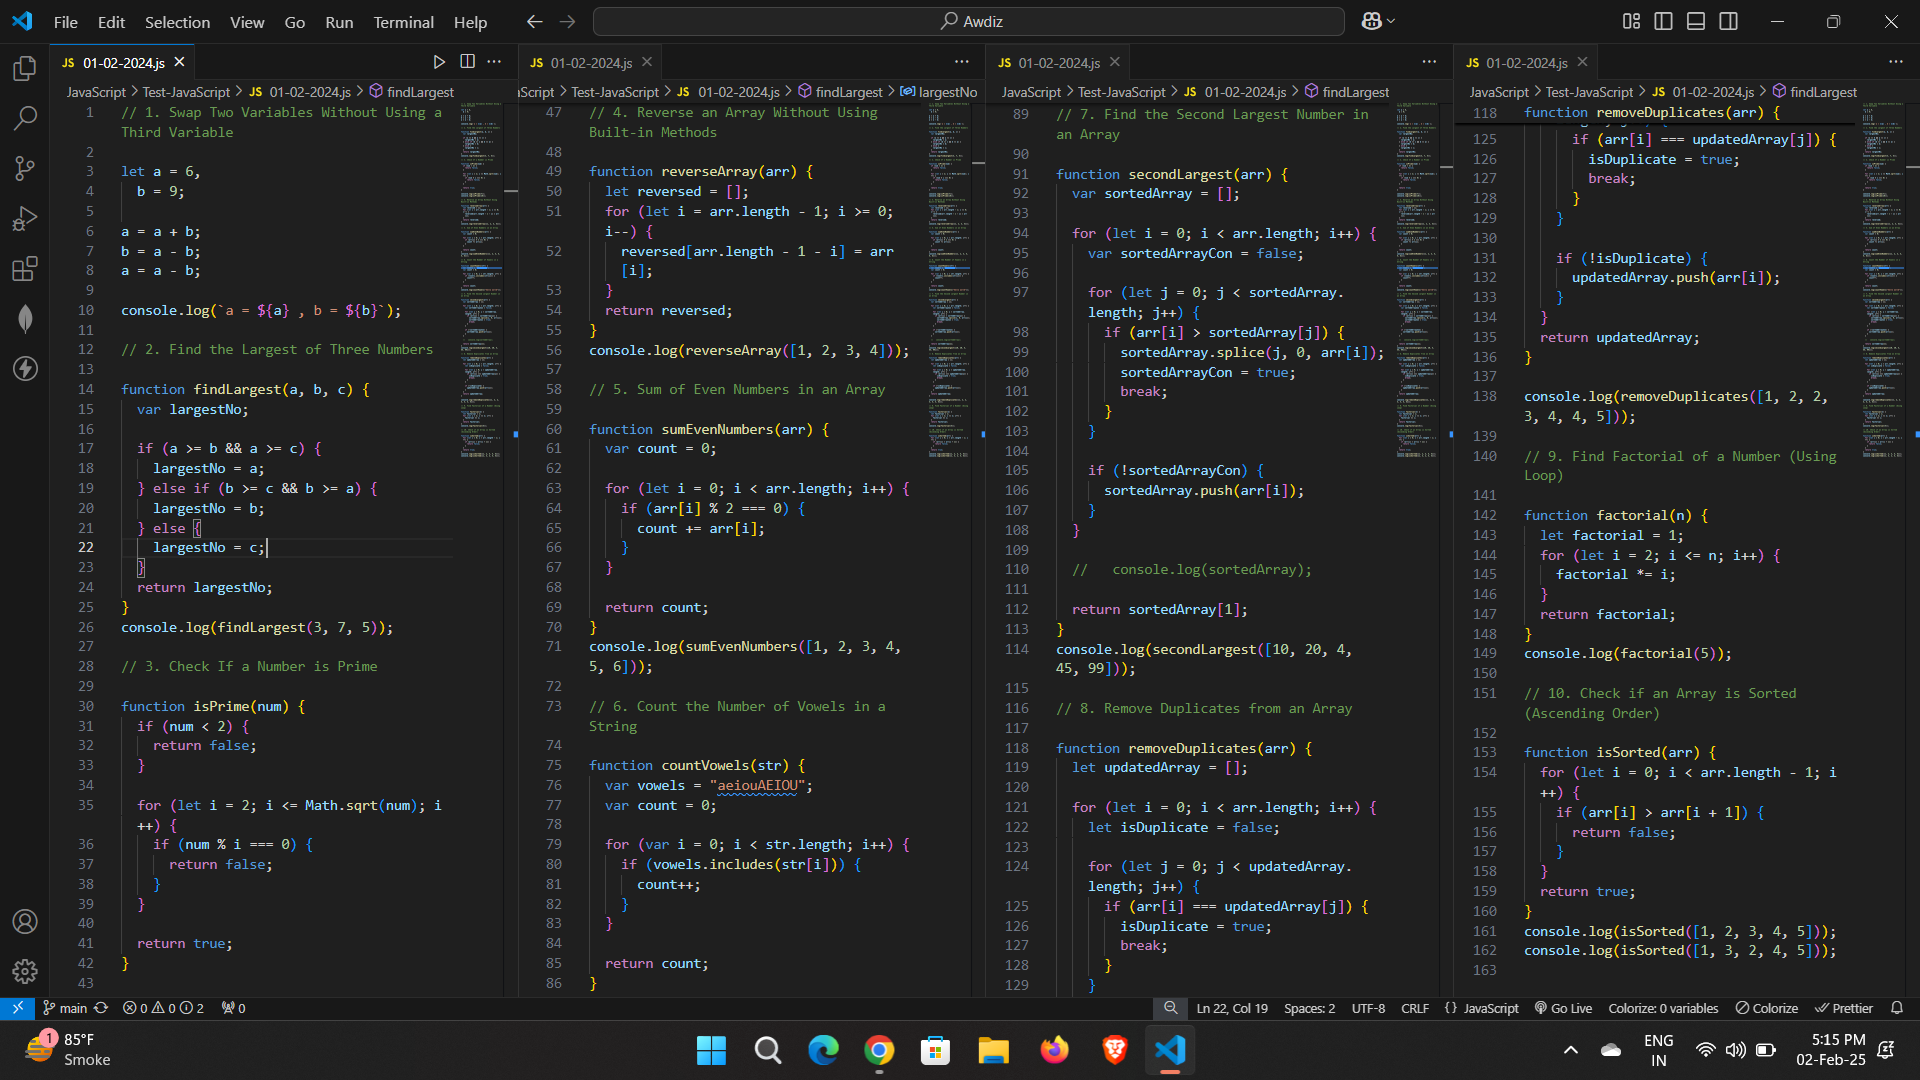 File Edit Selection View Go Run Terminal Help
Awdiz
JS 01-02-2024.js
JavaScript > Test-JavaScript > JS 01-02-2024.js > findLargest
1 // 1. Swap Two Variables Without Using a
Third Variable
2
3 let a = 6,
4 b = 9;
5
6 a = a + b;
7 b = a - b;
8 a = a - b;
9
10 console.log(`a = ${a} , b = ${b}`);
11
12 // 2. Find the Largest of Three Numbers
13
14 function findLargest(a, b, c) {
15 var largestNo;
16
17 if (a >= b && a >= c) {
18 largestNo = a;
19 } else if (b >= c && b >= a) {
20 largestNo = b;
21 } else {
22 largestNo = c;
23 }
24 return largestNo;
25 }
26 console.log(findLargest(3, 7, 5));
27
28 // 3. Check If a Number is Prime
29
30 function isPrime(num) {
31 if (num < 2) {
32 return false;
33 }
34
35 for (let i = 2; i <= Math.sqrt(num); i
++) {
36 if (num % i === 0) {
37 return false;
38 }
39 }
40
41 return true;
42 }
43
JS 01-02-2024.js
Script > Test-JavaScript > JS 01-02-2024.js > findLargest > largestNo
47 // 4. Reverse an Array Without Using
Built-in Methods
48
49 function reverseArray(arr) {
50 let reversed = [];
51 for (let i = arr.length - 1; i >= 0;
i--) {
52 reversed[arr.length - 1 - i] = arr
[i];
53 }
54 return reversed;
55 }
56 console.log(reverseArray([1, 2, 3, 4]));
57
58 // 5. Sum of Even Numbers in an Array
59
60 function sumEvenNumbers(arr) {
61 var count = 0;
62
63 for (let i = 0; i < arr.length; i++) {
64 if (arr[i] % 2 === 0) {
65 count += arr[i];
66 }
67 }
68
69 return count;
70 }
71 console.log(sumEvenNumbers([1, 2, 3, 4,
5, 6]));
72
73 // 6. Count the Number of Vowels in a
String
74
75 function countVowels(str) {
76 var vowels = "aeiouAEIOU";
77 var count = 0;
78
79 for (var i = 0; i < str.length; i++) {
80 if (vowels.includes(str[i])) {
81 count++;
82 }
83 }
84
85 return count;
86 }
JS 01-02-2024.js
JavaScript > Test-JavaScript > JS 01-02-2024.js > findLargest
89 // 7. Find the Second Largest Number in
an Array
90
91 function secondLargest(arr) {
92 var sortedArray = [];
93
94 for (let i = 0; i < arr.length; i++) {
95 var sortedArrayCon = false;
96
97 for (let j = 0; j < sortedArray.
length; j++) {
98 if (arr[i] > sortedArray[j]) {
99 sortedArray.splice(j, 0, arr[i]);
100 sortedArrayCon = true;
101 break;
102 }
103 }
104
105 if (!sortedArrayCon) {
106 sortedArray.push(arr[i]);
107 }
108 }
109
110 // console.log(sortedArray);
111
112 return sortedArray[1];
113 }
114 console.log(secondLargest([10, 20, 4,
45, 99]));
115
116 // 8. Remove Duplicates from an Array
117
118 function removeDuplicates(arr) {
119 let updatedArray = [];
120
121 for (let i = 0; i < arr.length; i++) {
122 let isDuplicate = false;
123
124 for (let j = 0; j < updatedArray.
length; j++) {
125 if (arr[i] === updatedArray[j]) {
126 isDuplicate = true;
127 break;
128 }
129 }
JS 01-02-2024.js
JavaScript > Test-JavaScript > JS 01-02-2024.js > findLargest
118 function removeDuplicates(arr) {
125 if (arr[i] === updatedArray[j]) {
126 isDuplicate = true;
127 break;
128 }
129 }
130
131 if (!isDuplicate) {
132 updatedArray.push(arr[i]);
133 }
134 }
135 return updatedArray;
136 }
137
138 console.log(removeDuplicates([1, 2, 2,
3, 4, 4, 5]));
139
140 // 9. Find Factorial of a Number (Using
Loop)
141
142 function factorial(n) {
143 let factorial = 1;
144 for (let i = 2; i <= n; i++) {
145 factorial *= i;
146 }
147 return factorial;
148 }
149 console.log(factorial(5));
150
151 // 10. Check if an Array is Sorted
(Ascending Order)
152
153 function isSorted(arr) {
154 for (let i = 0; i < arr.length - 1; i
++) {
155 if (arr[i] > arr[i + 1]) {
156 return false;
157 }
158 }
159 return true;
160 }
161 console.log(isSorted([1, 2, 3, 4, 5]));
162 console.log(isSorted([1, 3, 2, 4, 5]));
163
main 0 0 2 0 Ln 22, Col 19 Spaces: 2 UTF-8 CRLF {} JavaScript Go Live Colorize: 0 variables Colorize Prettier
1 85°F
Smoke
ENG
IN
5:15 PM
02-Feb-25